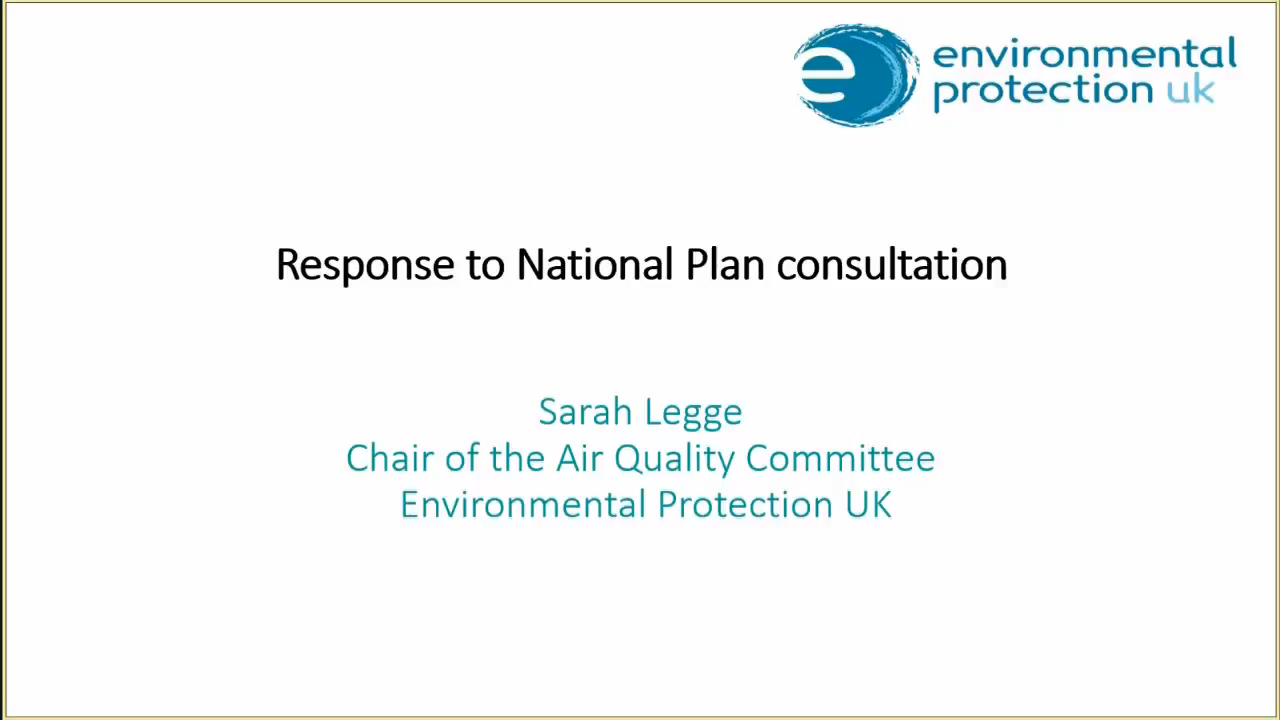 e environmental
protection uk
Response to National Plan consultation
Sarah Legge
Chair of the Air Quality Committee
Environmental Protection UK